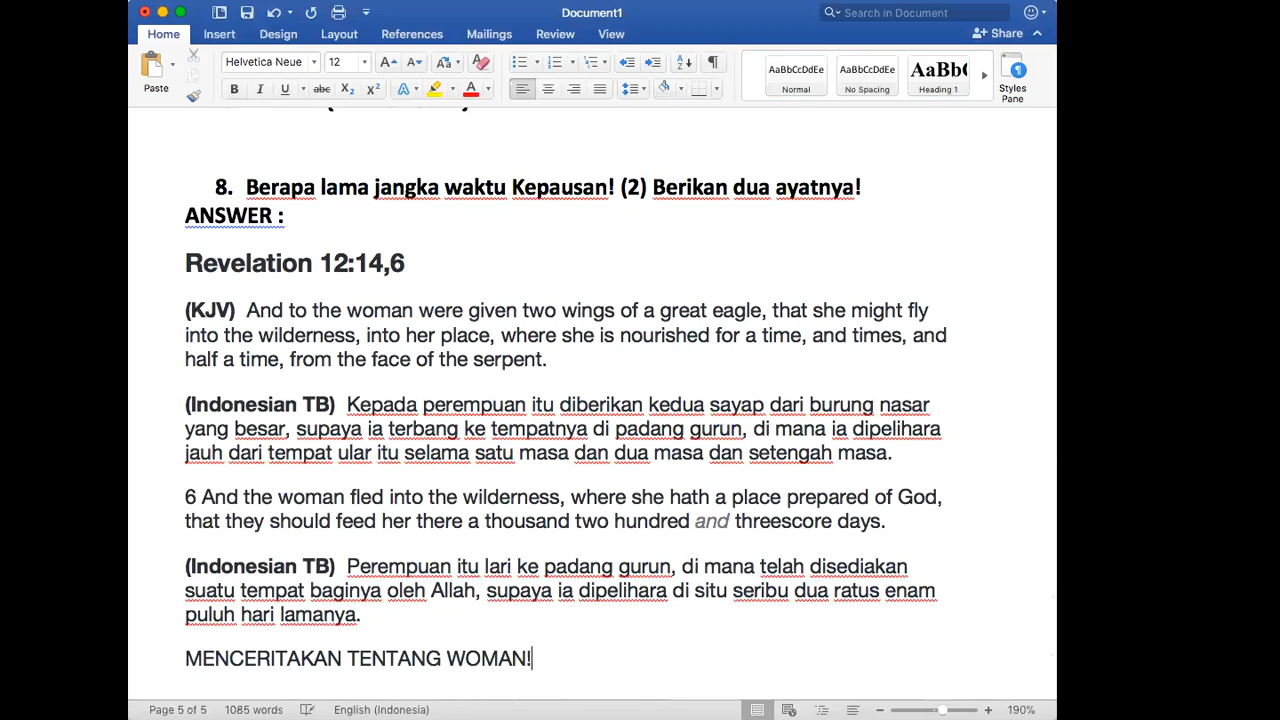 Document1
Search in Document
Home Insert Design Layout References Mailings Review View
Share
Paste
Helvetica Neue 12
AaBbCcDdEe AaBbCcDdEe AaBb(
Normal No Spacing Heading 1
Styles Pane
8. Berapa lama jangka waktu Kepausan! (2) Berikan dua ayatnya!
ANSWER :
Revelation 12:14,6
(KJV) And to the woman were given two wings of a great eagle, that she might fly
into the wilderness, into her place, where she is nourished for a time, and times, and
half a time, from the face of the serpent.
(Indonesian TB) Kepada perempuan itu diberikan kedua sayap dari burung nasar
yang besar, supaya ia terbang ke tempatnya di padang gurun, di mana ia dipelihara
jauh dari tempat ular itu selama satu masa dan dua masa dan setengah masa.
6 And the woman fled into the wilderness, where she hath a place prepared of God,
that they should feed her there a thousand two hundred and threescore days.
(Indonesian TB) Perempuan itu lari ke padang gurun, di mana telah disediakan
suatu tempat baginya oleh Allah, supaya ia dipelihara di situ seribu dua ratus enam
puluh hari lamanya.
MENCERITAKAN TENTANG WOMAN!
Page 5 of 5 1085 words English (Indonesia) 190%